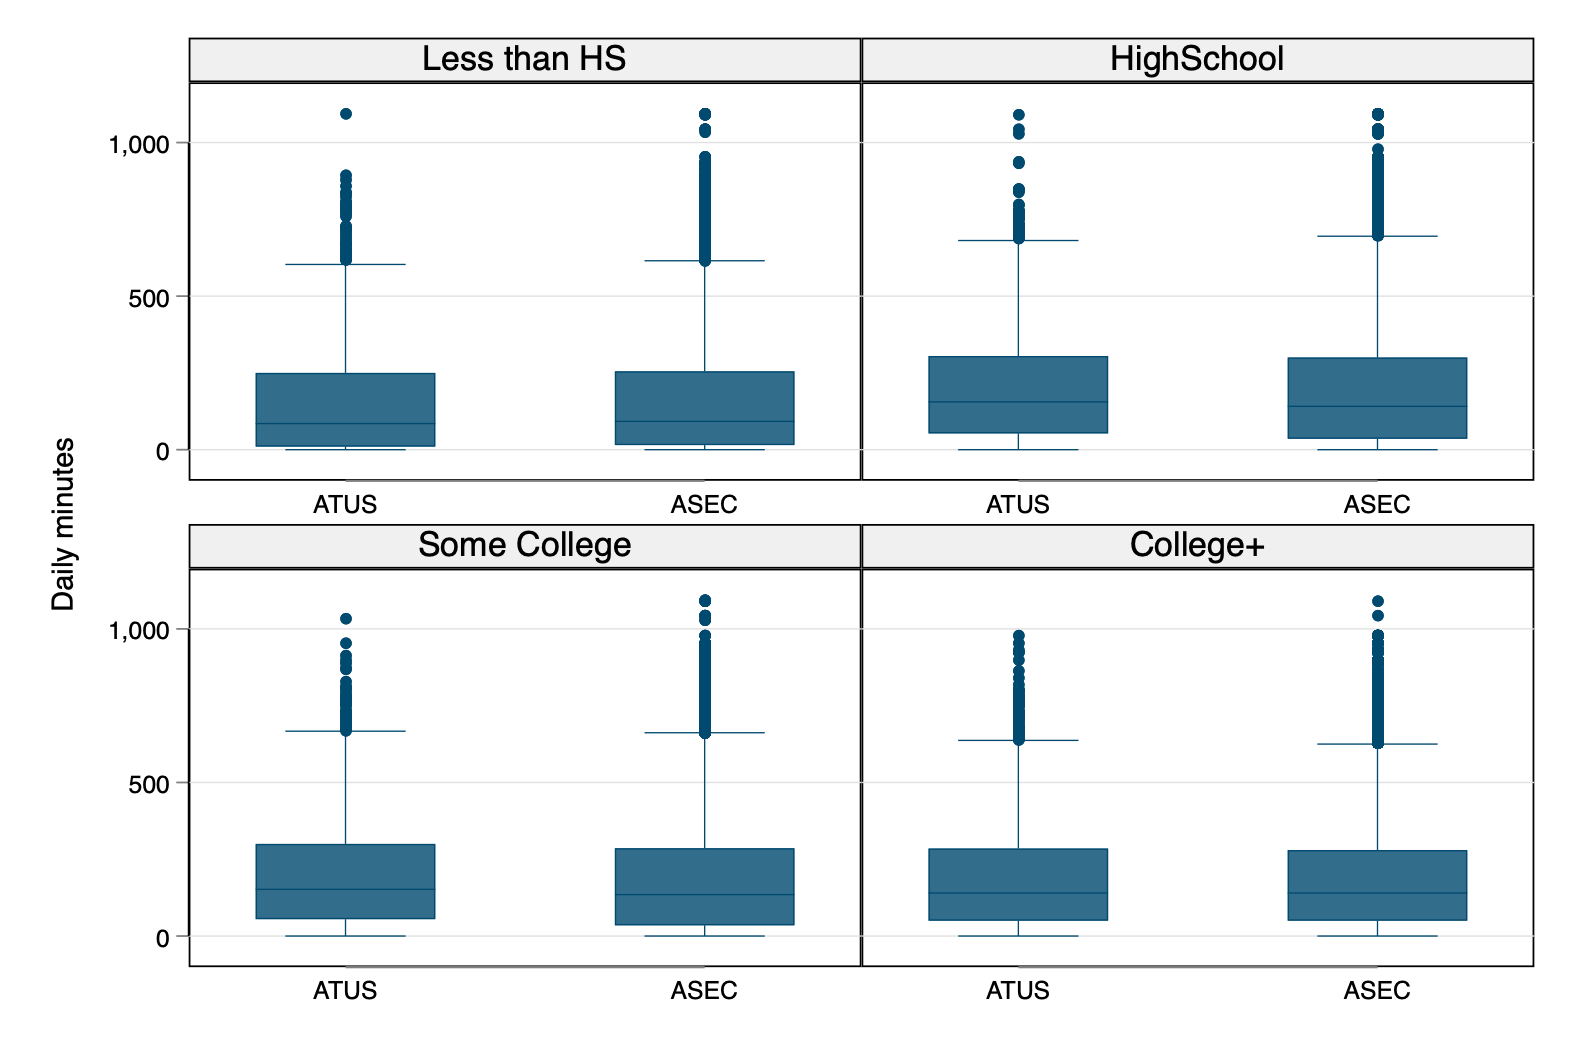 Less than HS
HighSchool
1,000
500
0
ATUS
ASEC
ATUS
ASEC
Daily minutes
Some College
College+
1,000
500
0
ATUS
ASEC
ATUS
ASEC